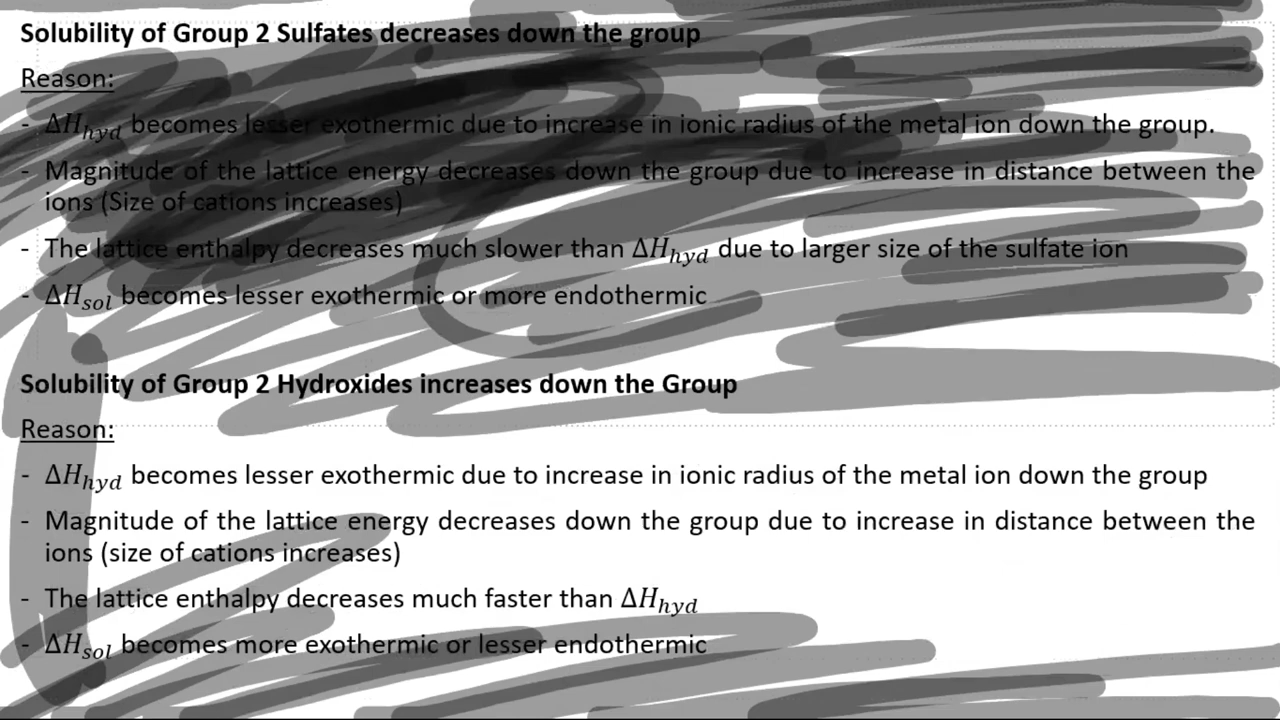 Solubility of Group 2 Sulfates decreases down the group
Reason:
- ΔH_hyd becomes lesser exothermic due to increase in ionic radius of the metal ion down the group.
- Magnitude of the lattice energy decreases down the group due to increase in distance between the
ions (Size of cations increases)
- The lattice enthalpy decreases much slower than ΔH_hyd due to larger size of the sulfate ion
- ΔH_sol becomes lesser exothermic or more endothermic
Solubility of Group 2 Hydroxides increases down the Group
Reason:
- ΔH_hyd becomes lesser exothermic due to increase in ionic radius of the metal ion down the group
- Magnitude of the lattice energy decreases down the group due to increase in distance between the
ions (size of cations increases)
- The lattice enthalpy decreases much faster than ΔH_hyd
- ΔH_sol becomes more exothermic or lesser endothermic